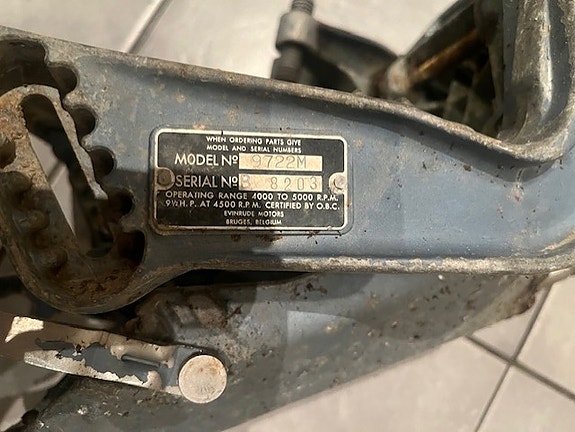 WHEN ORDERING PARTS GIVE
MODEL AND SERIAL NUMBERS
MODEL Nº 9722M
SERIAL Nº B 8203
OPERATING RANGE 4000 TO 5000 R.P.M.
9½ H.P. AT 4500 R.P.M. CERTIFIED BY O.B.C.
EVINRUDE MOTORS
BRUGES, BELGIUM